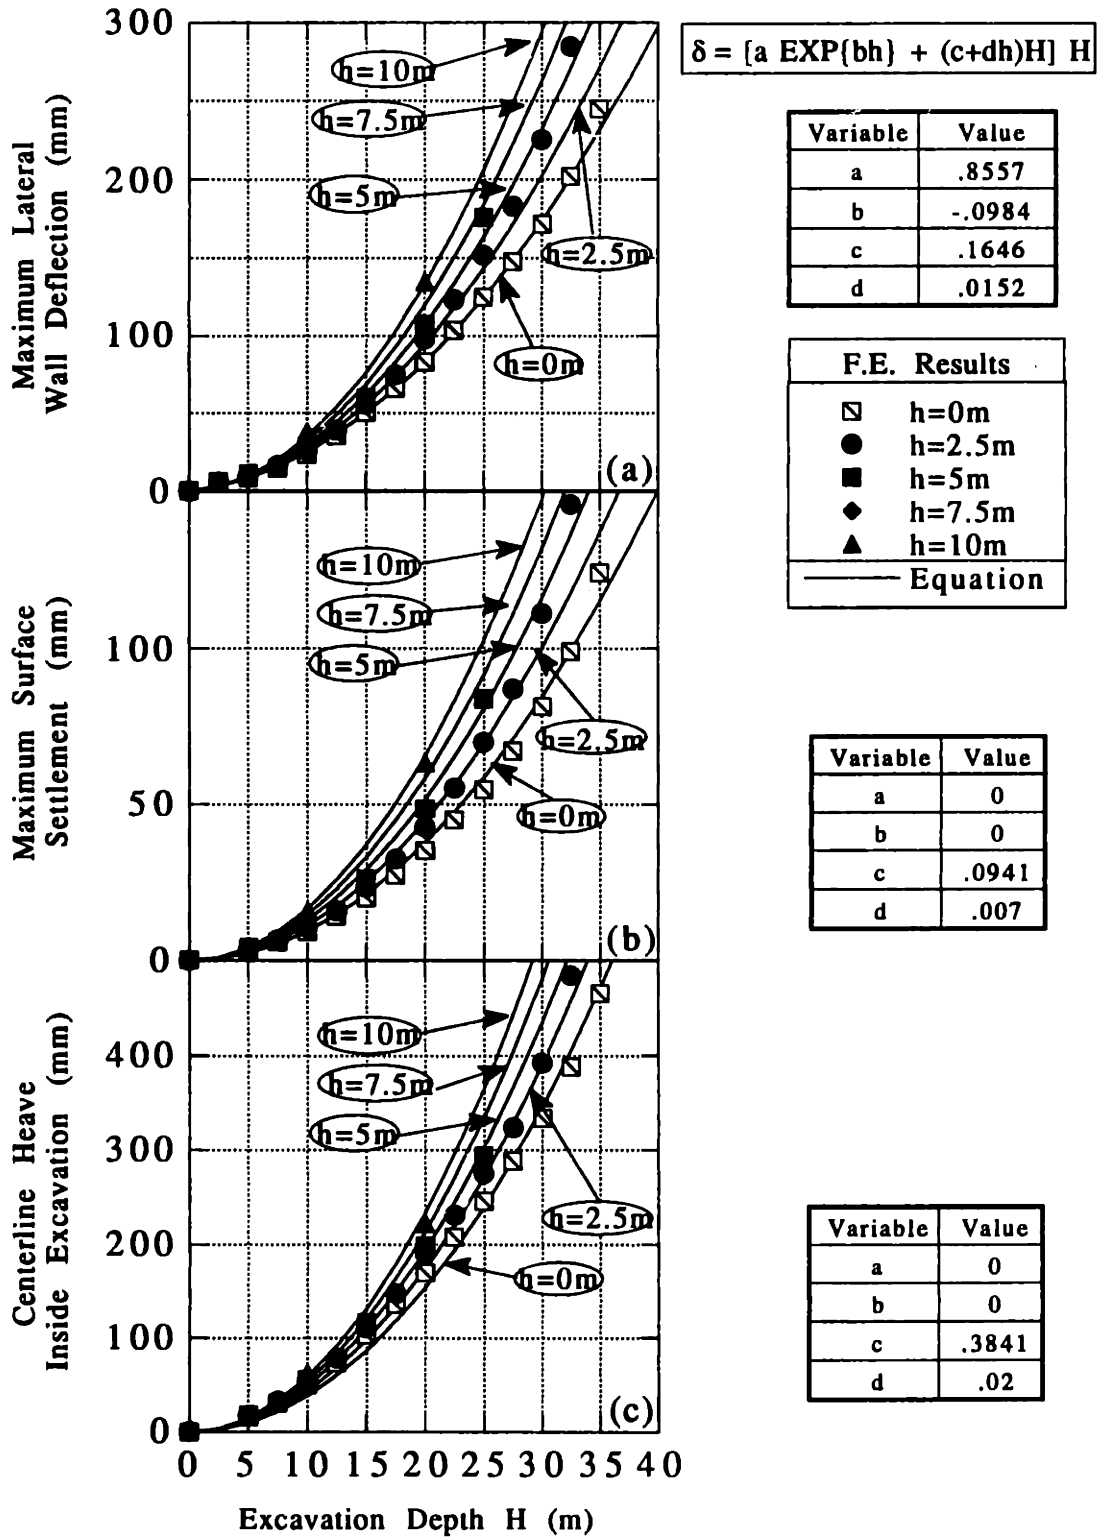 δ = [a EXP{bh} + (c+dh)H] H
Maximum Lateral
Wall Deflection (mm)
300
200
100
0
h=10m
h=7.5m
h=5m
h=2.5m
h=0m
(a)
Variable Value
a .8557
b -.0984
c .1646
d .0152
F.E. Results
h=0m
h=2.5m
h=5m
h=7.5m
h=10m
Equation
Maximum Surface
Settlement (mm)
100
50
0
h=10m
h=7.5m
h=5m
h=2.5m
h=0m
(b)
Variable Value
a 0
b 0
c .0941
d .007
Centerline Heave
Inside Excavation (mm)
400
300
200
100
0
h=10m
h=7.5m
h=5m
h=2.5m
h=0m
(c)
Variable Value
a 0
b 0
c .3841
d .02
0 5 10 15 20 25 30 35 40
Excavation Depth H (m)